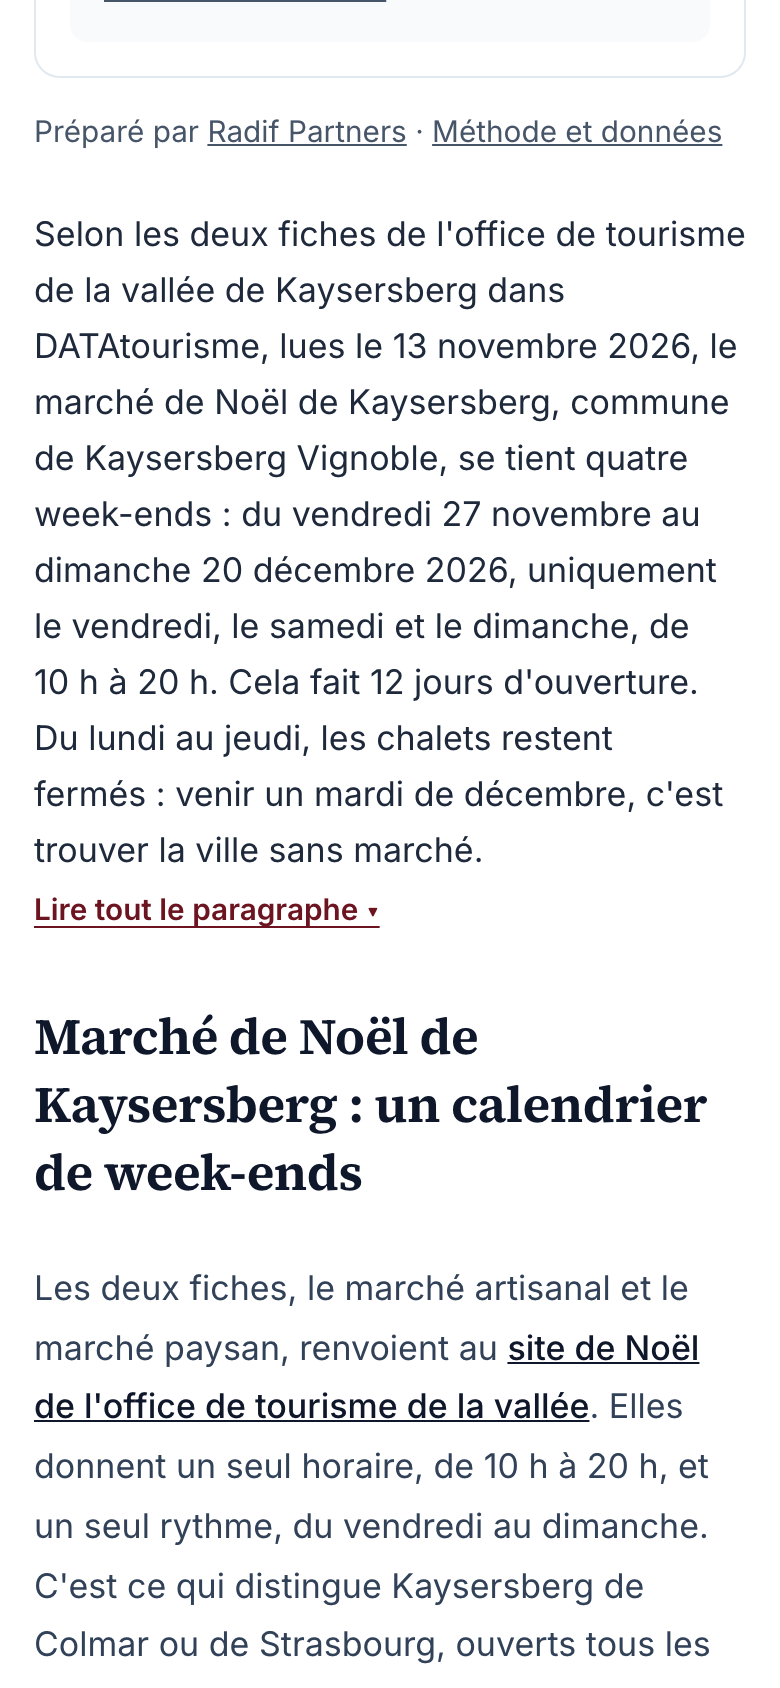 Préparé par Radif Partners · Méthode et données
Selon les deux fiches de l'office de tourisme
de la vallée de Kaysersberg dans
DATAtourisme, lues le 13 novembre 2026, le
marché de Noël de Kaysersberg, commune
de Kaysersberg Vignoble, se tient quatre
week-ends : du vendredi 27 novembre au
dimanche 20 décembre 2026, uniquement
le vendredi, le samedi et le dimanche, de
10 h à 20 h. Cela fait 12 jours d'ouverture.
Du lundi au jeudi, les chalets restent
fermés : venir un mardi de décembre, c'est
trouver la ville sans marché.
Lire tout le paragraphe ▾
Marché de Noël de
Kaysersberg : un calendrier
de week-ends
Les deux fiches, le marché artisanal et le
marché paysan, renvoient au site de Noël
de l'office de tourisme de la vallée. Elles
donnent un seul horaire, de 10 h à 20 h, et
un seul rythme, du vendredi au dimanche.
C'est ce qui distingue Kaysersberg de
Colmar ou de Strasbourg, ouverts tous les